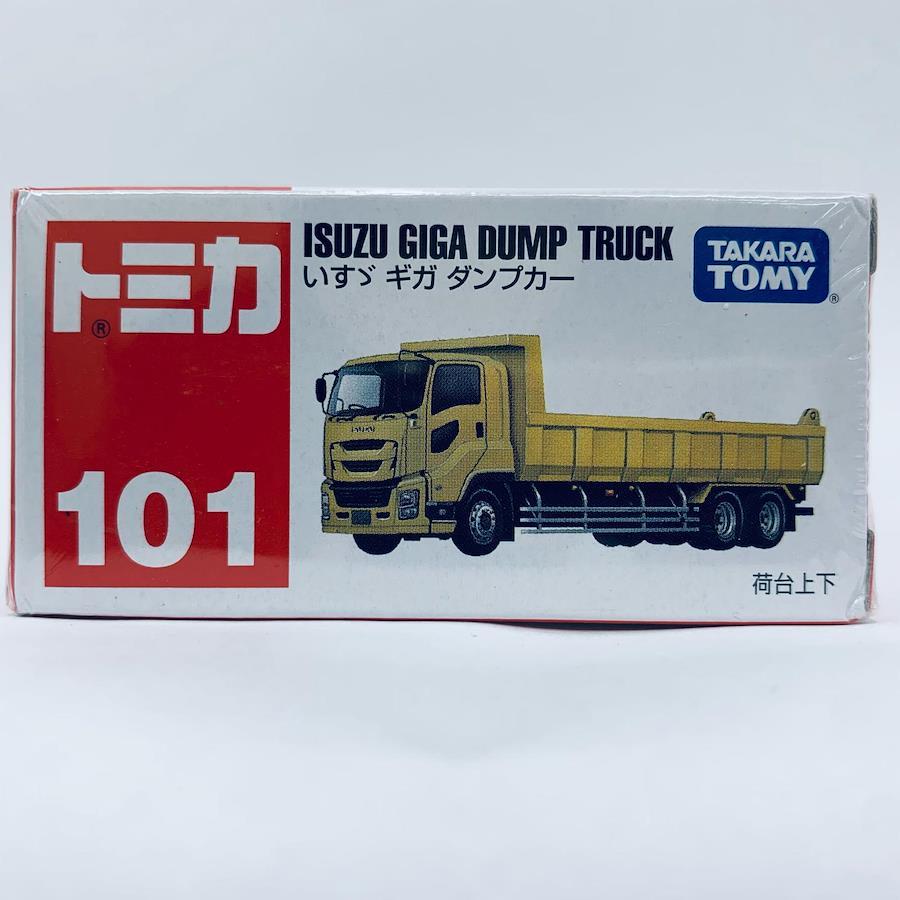 トミカ
®
101
ISUZU GIGA DUMP TRUCK
いすゞ ギガ ダンプカー
TAKARA
TOMY
®
ISUZU
荷台上下